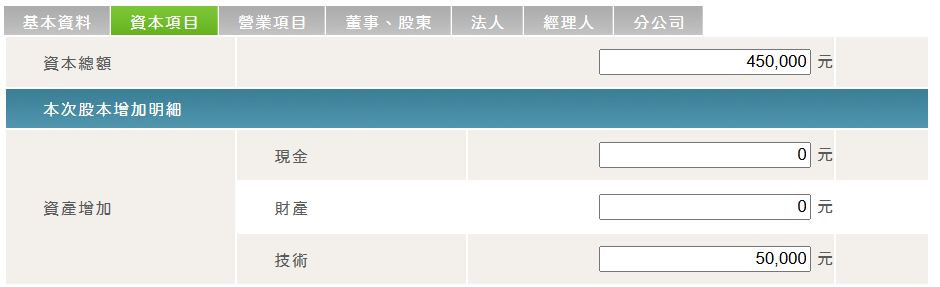 基本資料 資本項目 營業項目 董事、股東 法人 經理人 分公司
資本總額 450,000 元
本次股本增加明細
現金 0 元
資產增加 財產 0 元
技術 50,000 元